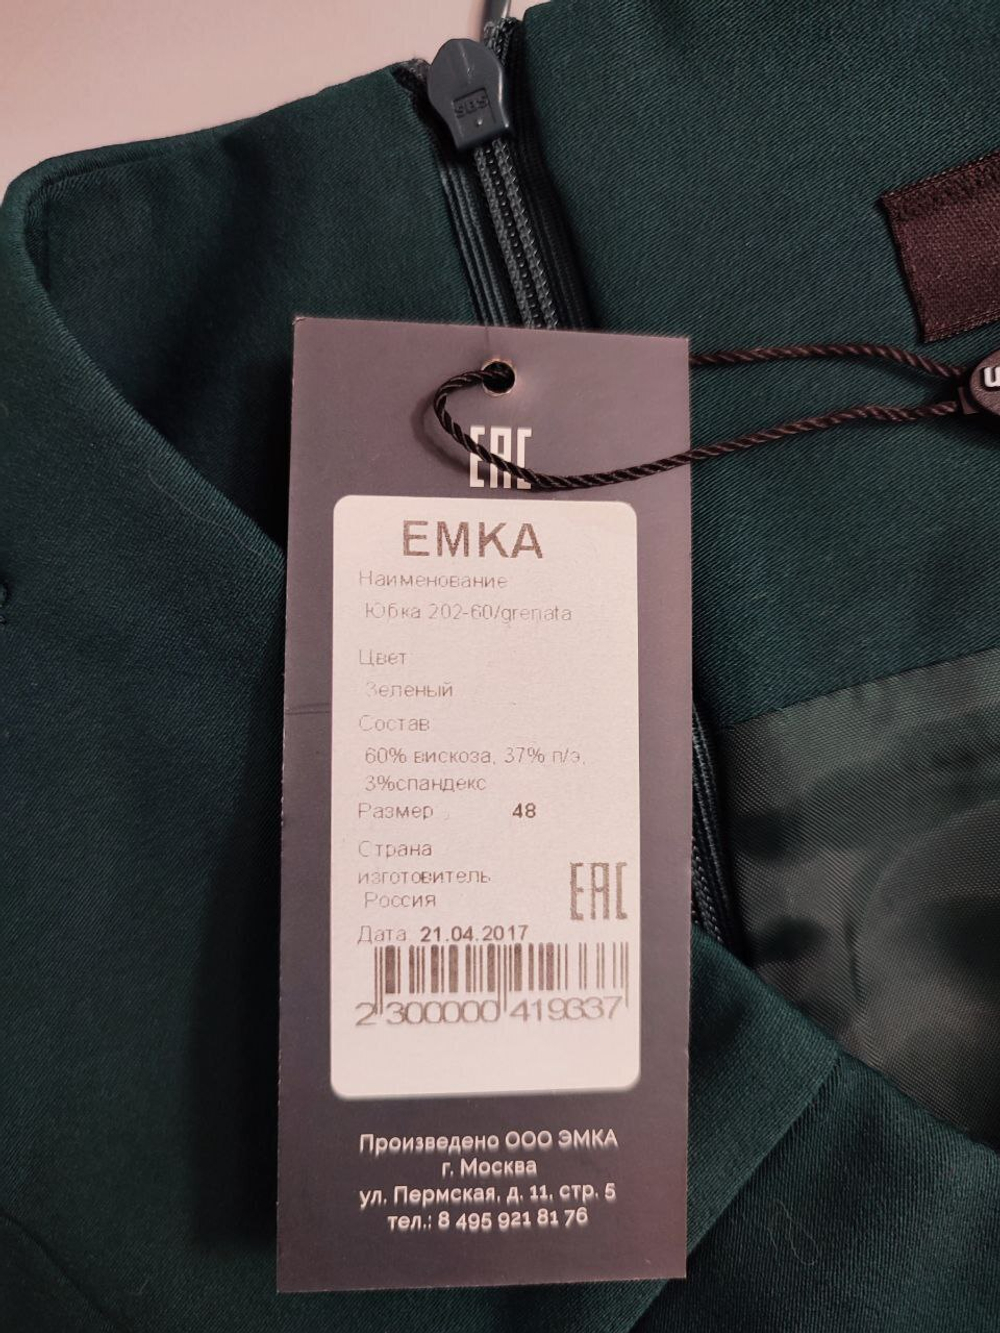 SBS
EAC
EMKA
Наименование
Юбка 202-60/grenata
Цвет
Зеленый
Состав
60% вискоза, 37% п/э,
3%спандекс
Размер 48
Страна
изготовитель
Россия
EAC
Дата 21.04.2017
2 300000 419337
Произведено ООО ЭМКА
г. Москва
ул. Пермская, д. 11, стр. 5
тел.: 8 495 921 81 76